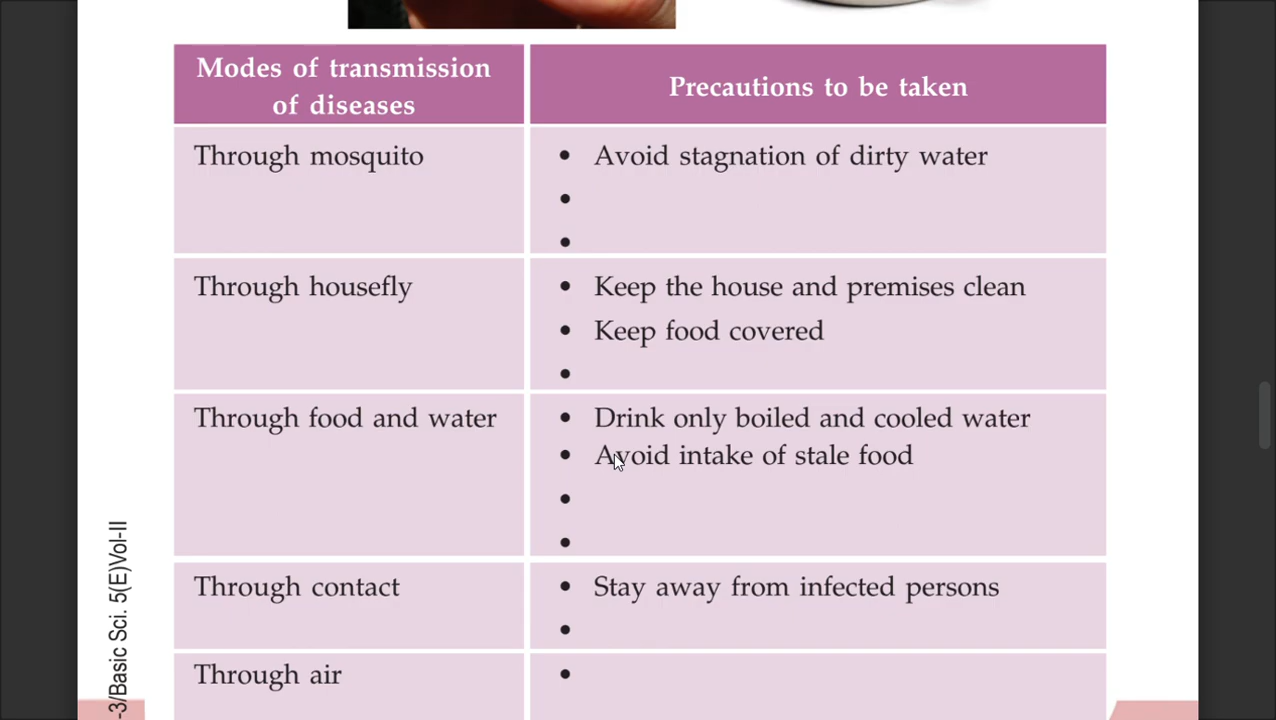 Modes of transmission
of diseases
Precautions to be taken
Through mosquito
• Avoid stagnation of dirty water
•
•
Through housefly
• Keep the house and premises clean
• Keep food covered
•
Through food and water
• Drink only boiled and cooled water
• Avoid intake of stale food
•
•
Through contact
• Stay away from infected persons
•
Through air
•
-3/Basic Sci. 5(E)Vol-II